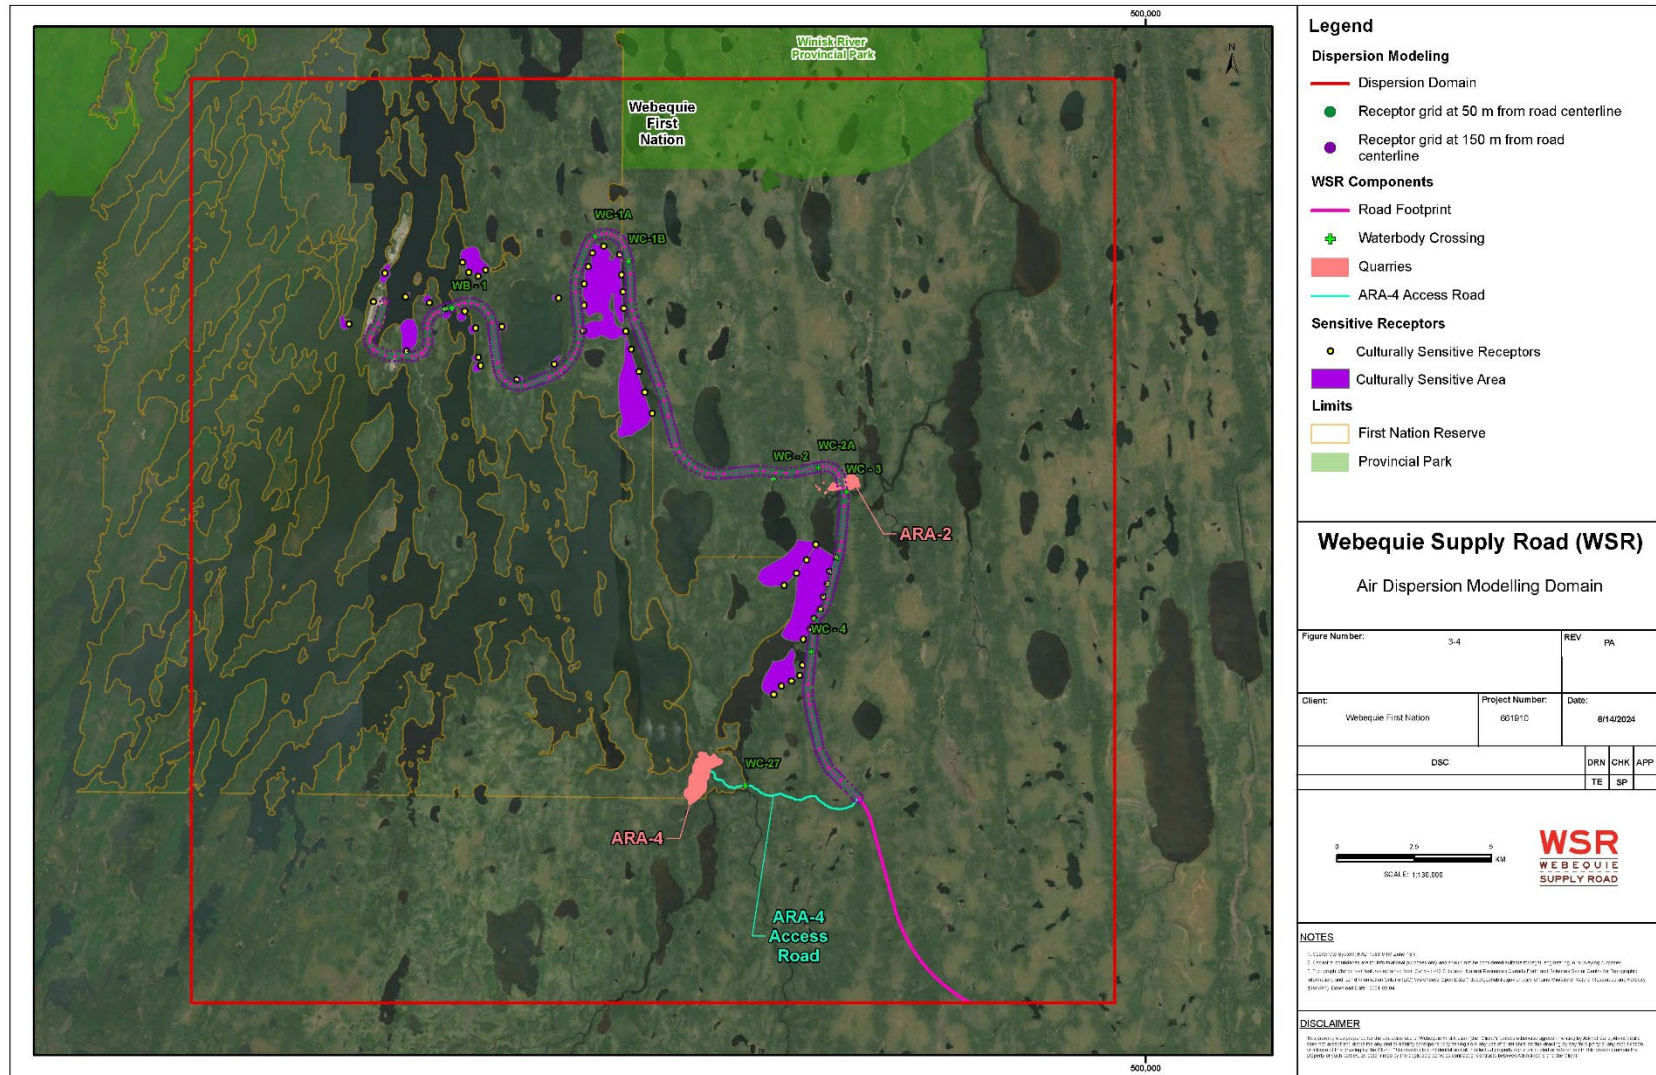 500,000
Winisk River
Provincial Park
N
Webequie
First
Nation
WC-1A
WC-1B
WB - 1
WC - 2
WC-2A
WC - 3
ARA-2
WC - 4
WC-27
ARA-4
ARA-4
Access
Road
500,000
Legend
Dispersion Modeling
Dispersion Domain
Receptor grid at 50 m from road centerline
Receptor grid at 150 m from road
centerline
WSR Components
Road Footprint
Waterbody Crossing
Quarries
ARA-4 Access Road
Sensitive Receptors
Culturally Sensitive Receptors
Culturally Sensitive Area
Limits
First Nation Reserve
Provincial Park
Webequie Supply Road (WSR)
Air Dispersion Modelling Domain
Figure Number: 3-4 REV PA
Client: Project Number: Date:
Webequie First Nation 661910 8/14/2024
DSC DRN CHK APP
TE SP
0 2.5 5
KM
SCALE: 1:130,000
WSR
WEBEQUIE
SUPPLY ROAD
NOTES
DISCLAIMER